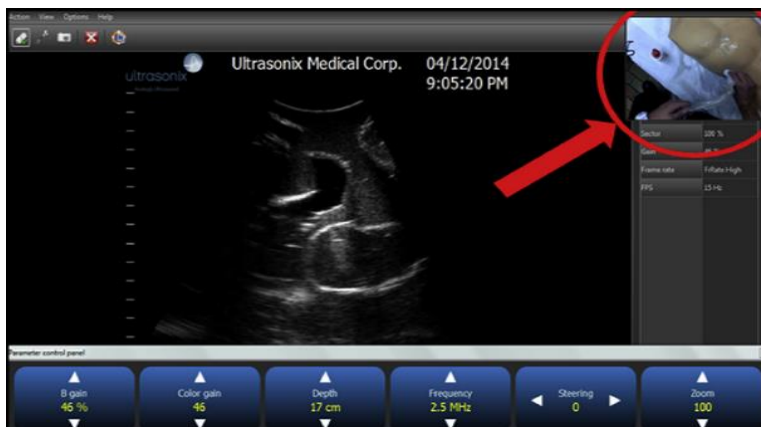 Action View Options Help
ultrasonix
Ultrasonix Medical Corp. 04/12/2014
9:05:20 PM
Sector 100 %
Gain
Frame rate FrRate High
FPS 15 Hz
Parameter control panel
B gain
46 %
Color gain
46
Depth
17 cm
Frequency
2.5 MHz
Steering
0
Zoom
100